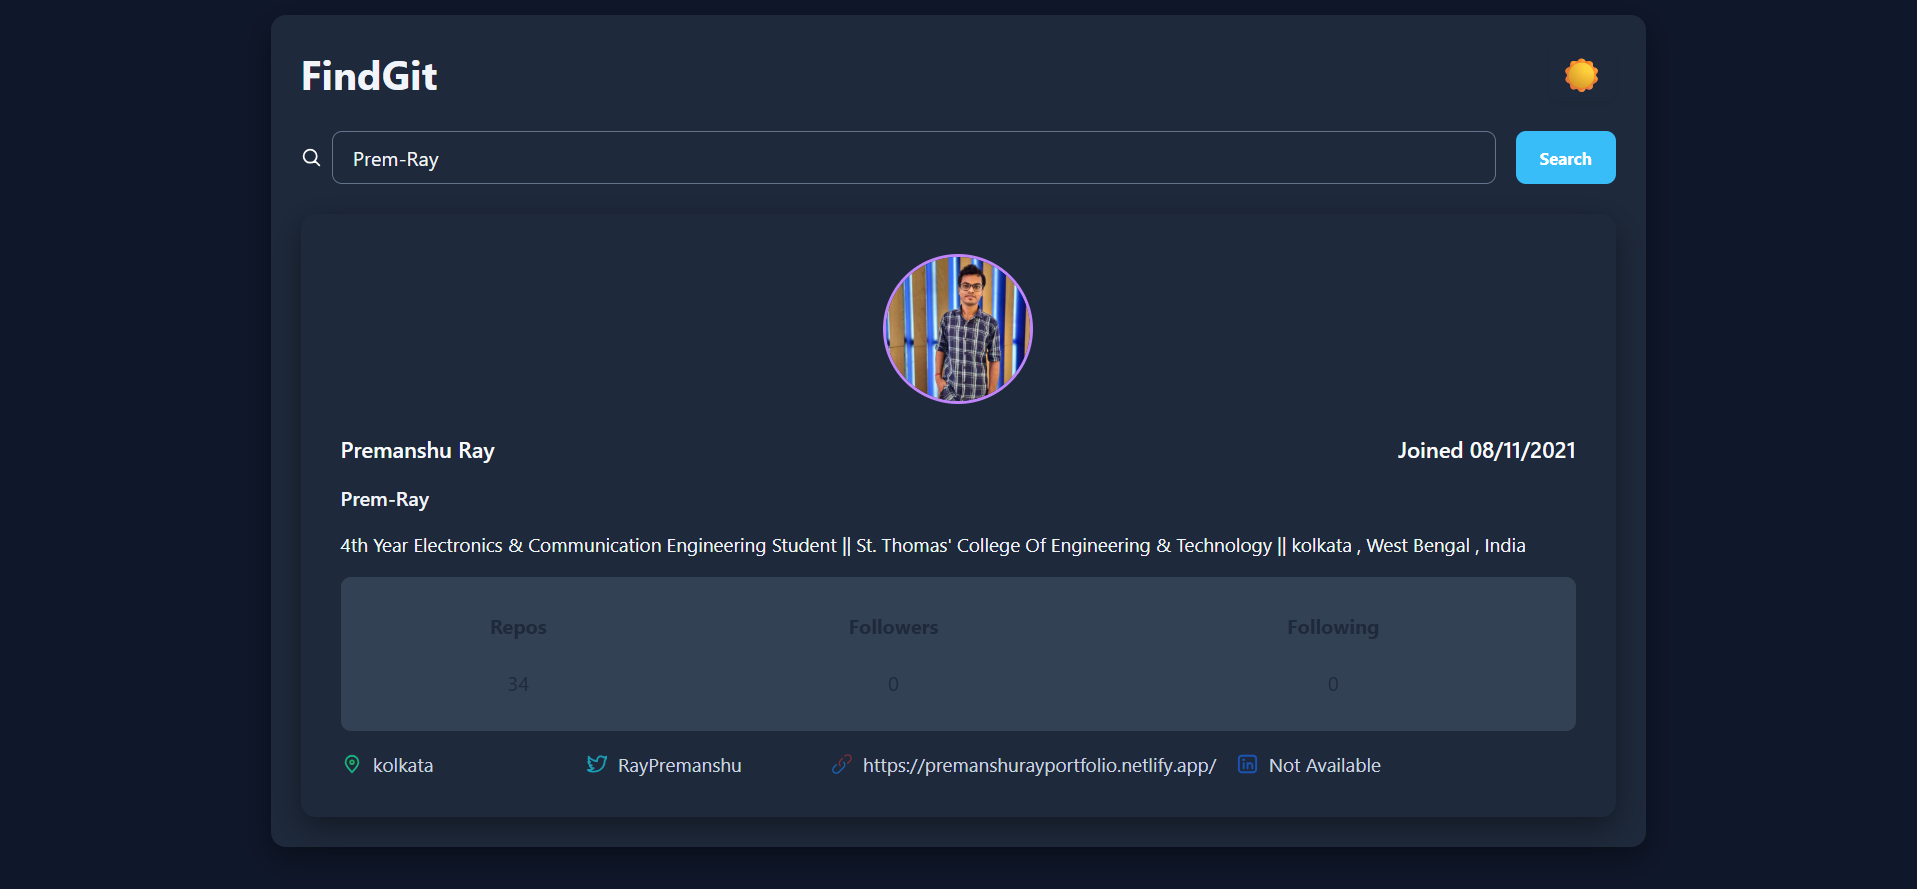 FindGit
Prem-Ray
Search
Premanshu Ray
Joined 08/11/2021
Prem-Ray
4th Year Electronics & Communication Engineering Student || St. Thomas' College Of Engineering & Technology || kolkata , West Bengal , India
Repos Followers Following
34 0 0
kolkata RayPremanshu https://premanshurayportfolio.netlify.app/ Not Available